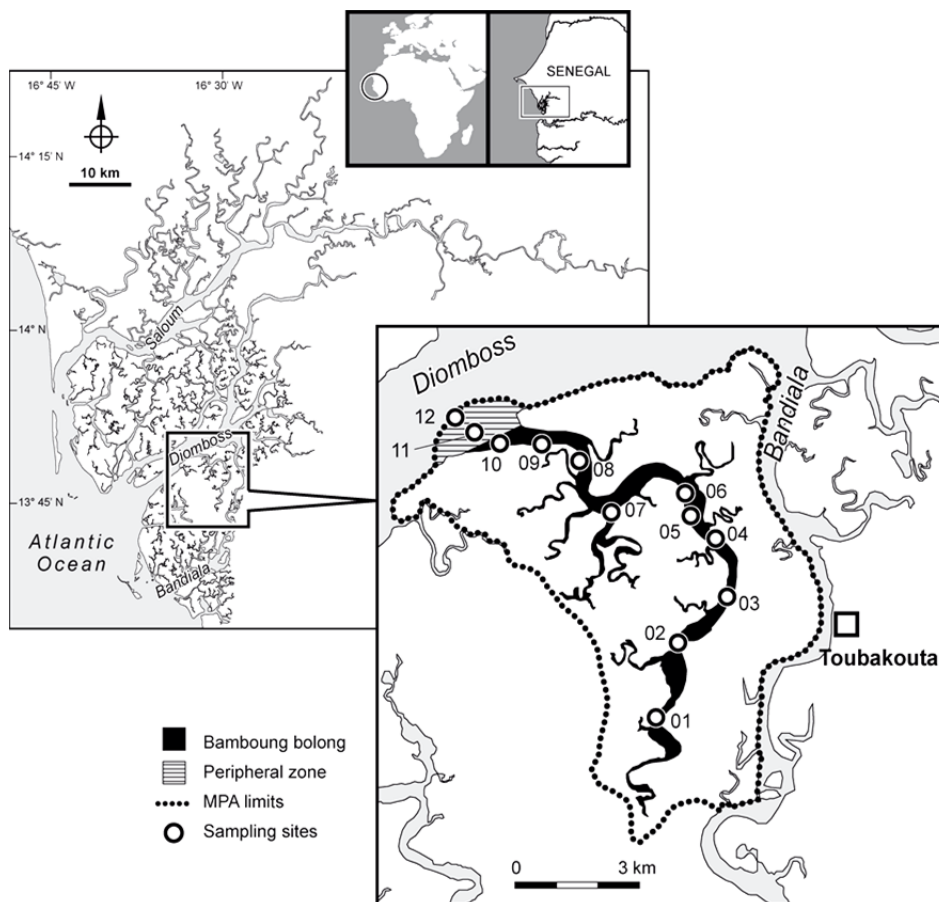 16° 45' W
16° 30' W
SENEGAL
14° 15' N
10 km
14° N
13° 45' N
Saloum
Diomboss
Atlantic
Ocean
Bandiala
Diomboss
Bandiala
12
11
10
09
08
07
06
05
04
03
02
01
Toubakouta
0 3 km
Bamboung bolong
Peripheral zone
MPA limits
Sampling sites